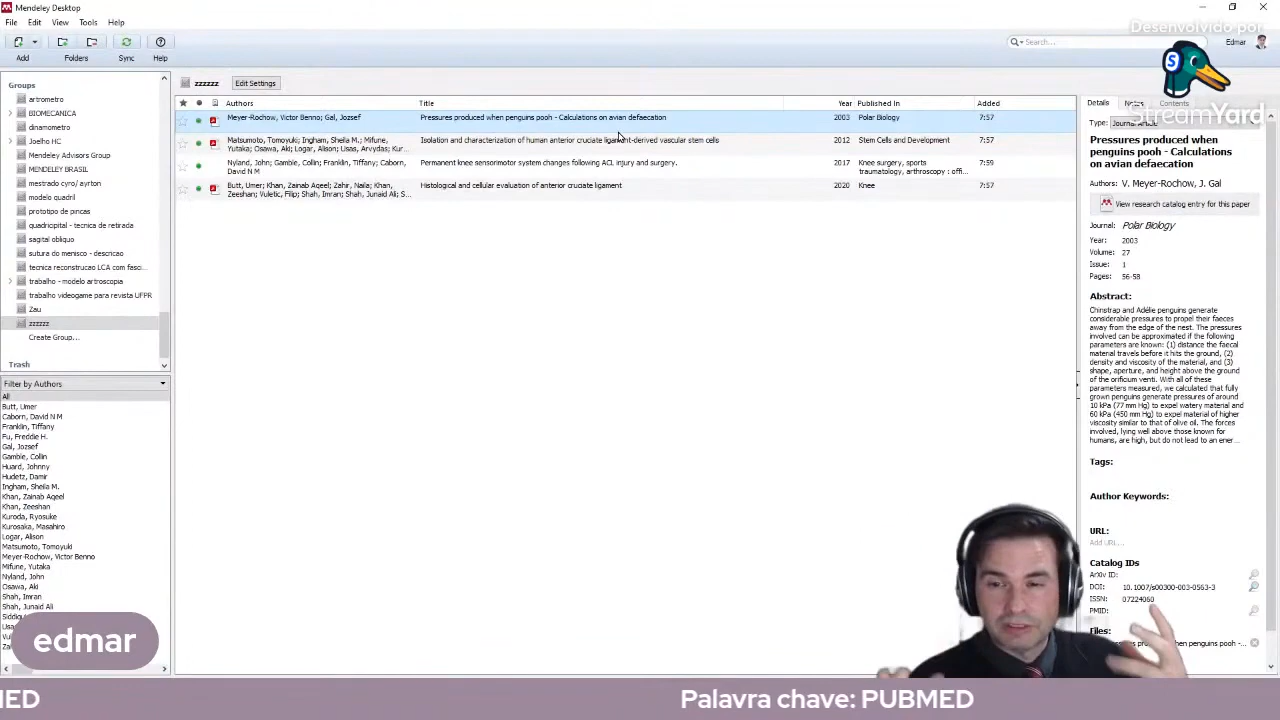 Mendeley Desktop
File Edit View Tools Help
Desenvolvido por
StreamYard
Add Folders Sync Help
Search...
Edmar
Groups
artrometro
BIOMECANICA
dinamometro
Joelho HC
Mendeley Advisors Group
MENDELEY BRASIL
mestrado cyro/ ayrton
modelo quadril
prototipo de pincas
quadricipital - tecnica de retirada
sagital obliquo
sutura do menisco - descricao
tecnica reconstrucao LCA com fasci...
trabalho - modelo artroscopia
trabalho videogame para revista UFPR
Zau
zzzzzz
Create Group...
Trash
Filter by Authors
All
Butt, Umer
Caborn, David N M
Franklin, Tiffany
Fu, Freddie H.
Gal, Jozsef
Gamble, Collin
Huard, Johnny
Hudetz, Damir
Ingham, Sheila M.
Khan, Zainab Aqeel
Khan, Zeeshan
Kuroda, Ryosuke
Kurosaka, Masahiro
Logar, Alison
Matsumoto, Tomoyuki
Meyer-Rochow, Victor Benno
Mifune, Yutaka
Nyland, John
Osawa, Aki
Shah, Imran
Shah, Junaid Ali
zzzzzz Edit Settings
Authors Title Year Published In Added
Meyer-Rochow, Victor Benno; Gal, Jozsef Pressures produced when penguins pooh - Calculations on avian defaecation 2003 Polar Biology 7:57
Matsumoto, Tomoyuki; Ingham, Sheila M.; Mifune, Isolation and characterization of human anterior cruciate ligament-derived vascular stem cells 2012 Stem Cells and Development 7:57
Yutaka; Osawa, Aki; Logar, Alison; Usas, Arvydas; Kur...
Nyland, John; Gamble, Collin; Franklin, Tiffany; Caborn, Permanent knee sensorimotor system changes following ACL injury and surgery. 2017 Knee surgery, sports 7:59
David N M traumatology, arthroscopy : offi...
Butt, Umer; Khan, Zainab Aqeel; Zahir, Naila; Khan, Histological and cellular evaluation of anterior cruciate ligament 2020 Knee 7:57
Zeeshan; Vuletic, Filip; Shah, Imran; Shah, Junaid Ali; S...
Details Notes Contents
Type: Journal Article
Pressures produced when
penguins pooh - Calculations
on avian defaecation
Authors: V. Meyer-Rochow, J. Gal
View research catalog entry for this paper
Journal: Polar Biology
Year: 2003
Volume: 27
Issue: 1
Pages: 56-58
Abstract:
Chinstrap and Adélie penguins generate
considerable pressures to propel their faeces
away from the edge of the nest. The pressures
involved can be approximated if the following
parameters are known: (1) distance the faecal
material travels before it hits the ground, (2)
density and viscosity of the material, and (3)
shape, aperture, and height above the ground
of the orificium venti. With all of these
parameters measured, we calculated that fully
grown penguins generate pressures of around
10 kPa (77 mm Hg) to expel watery material and
60 kPa (450 mm Hg) to expel material of higher
viscosity similar to that of olive oil. The forces
involved, lying well above those known for
humans, are high, but do not lead to an ener...
Tags:
Author Keywords:
URL:
Add URL...
Catalog IDs
ArXiv ID:
DOI: 10.1007/s00300-003-0563-3
ISSN: 07224060
PMID:
Files:
when penguins pooh -...
edmar
MED Palavra chave: PUBMED